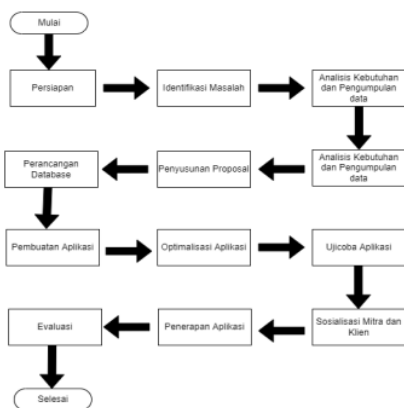 Mulai
Persiapan
Identifikasi Masalah
Analisis Kebutuhan
dan Pengumpulan
data
Analisis Kebutuhan
dan Pengumpulan
data
Penyusunan Proposal
Perancangan
Database
Pembuatan Aplikasi
Optimalisasi Aplikasi
Ujicoba Aplikasi
Sosialisasi Mitra dan
Klien
Penerapan Aplikasi
Evaluasi
Selesai